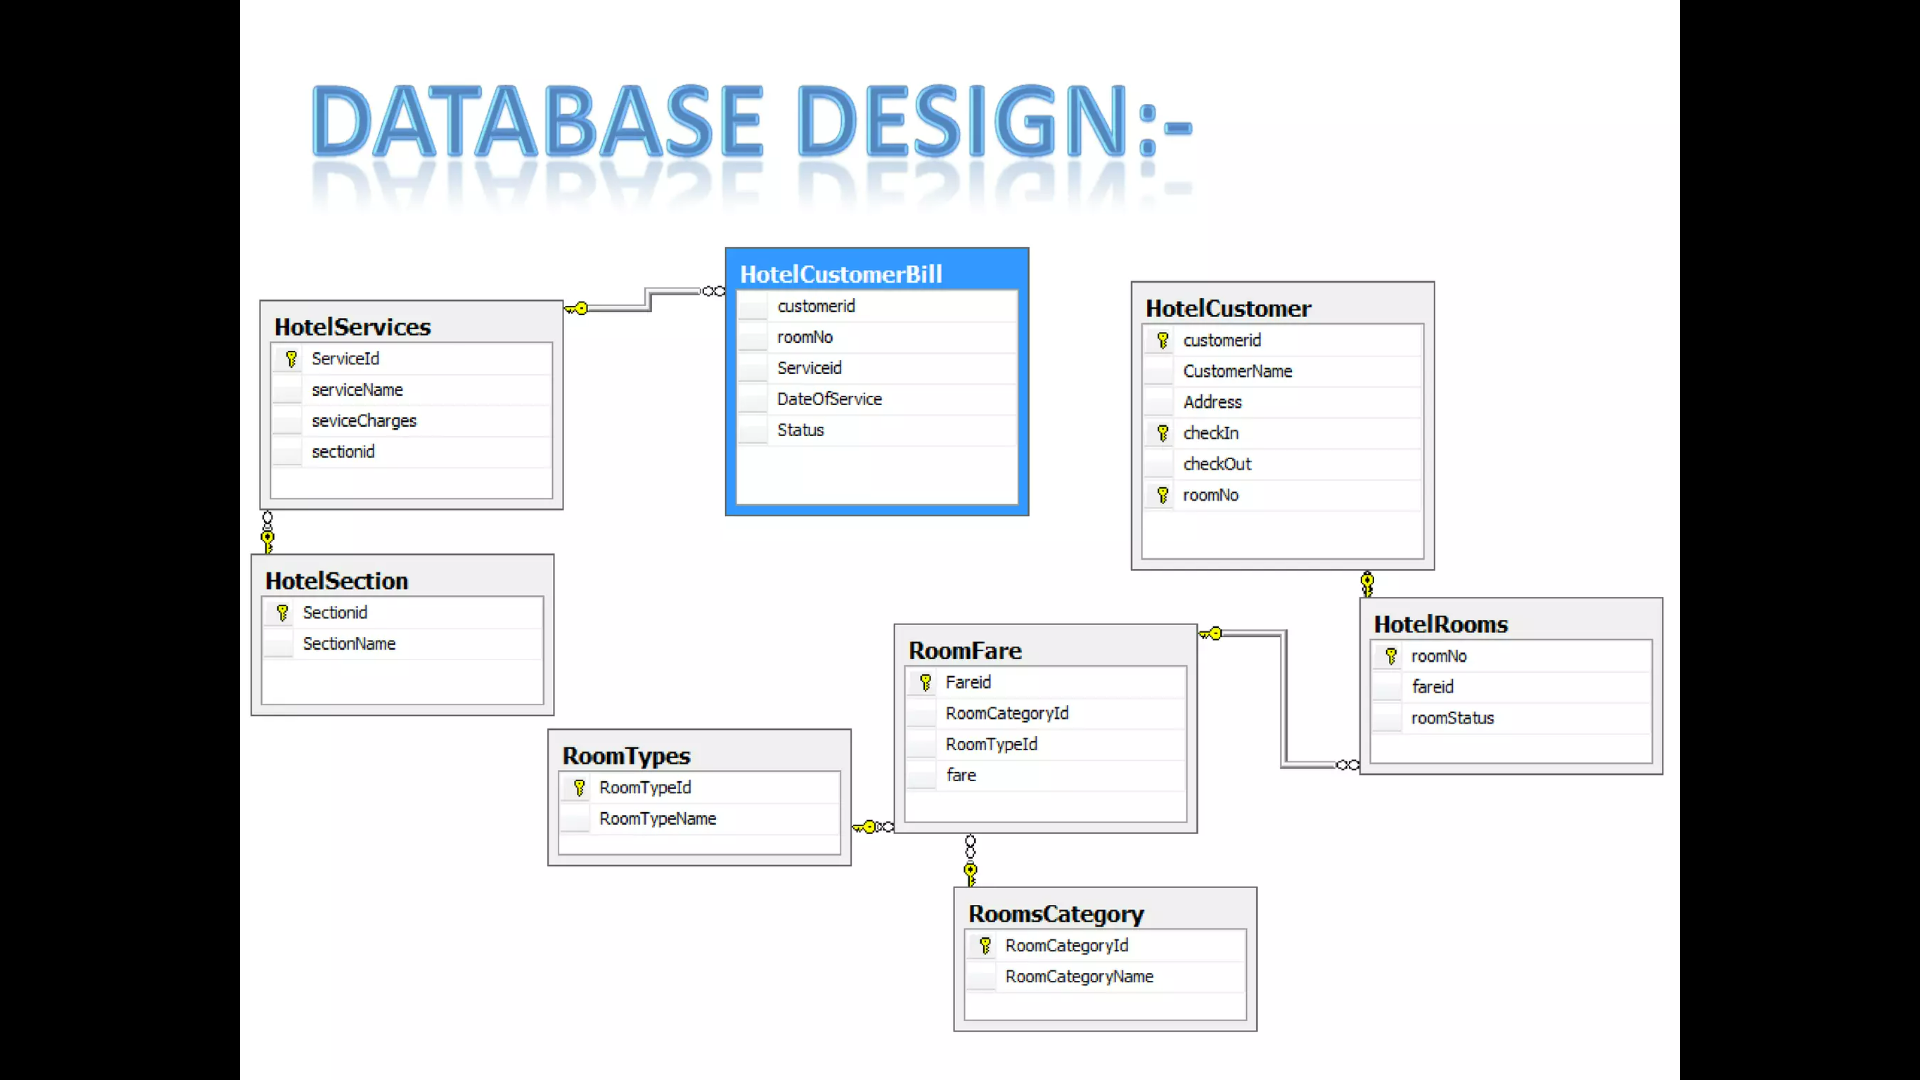 DATABASE DESIGN:-
HotelCustomerBill
customerid
roomNo
Serviceid
DateOfService
Status
HotelCustomer
customerid
CustomerName
Address
checkIn
checkOut
roomNo
HotelServices
ServiceId
serviceName
seviceCharges
sectionid
HotelSection
Sectionid
SectionName
HotelRooms
roomNo
fareid
roomStatus
RoomFare
Fareid
RoomCategoryId
RoomTypeId
fare
RoomTypes
RoomTypeId
RoomTypeName
RoomsCategory
RoomCategoryId
RoomCategoryName